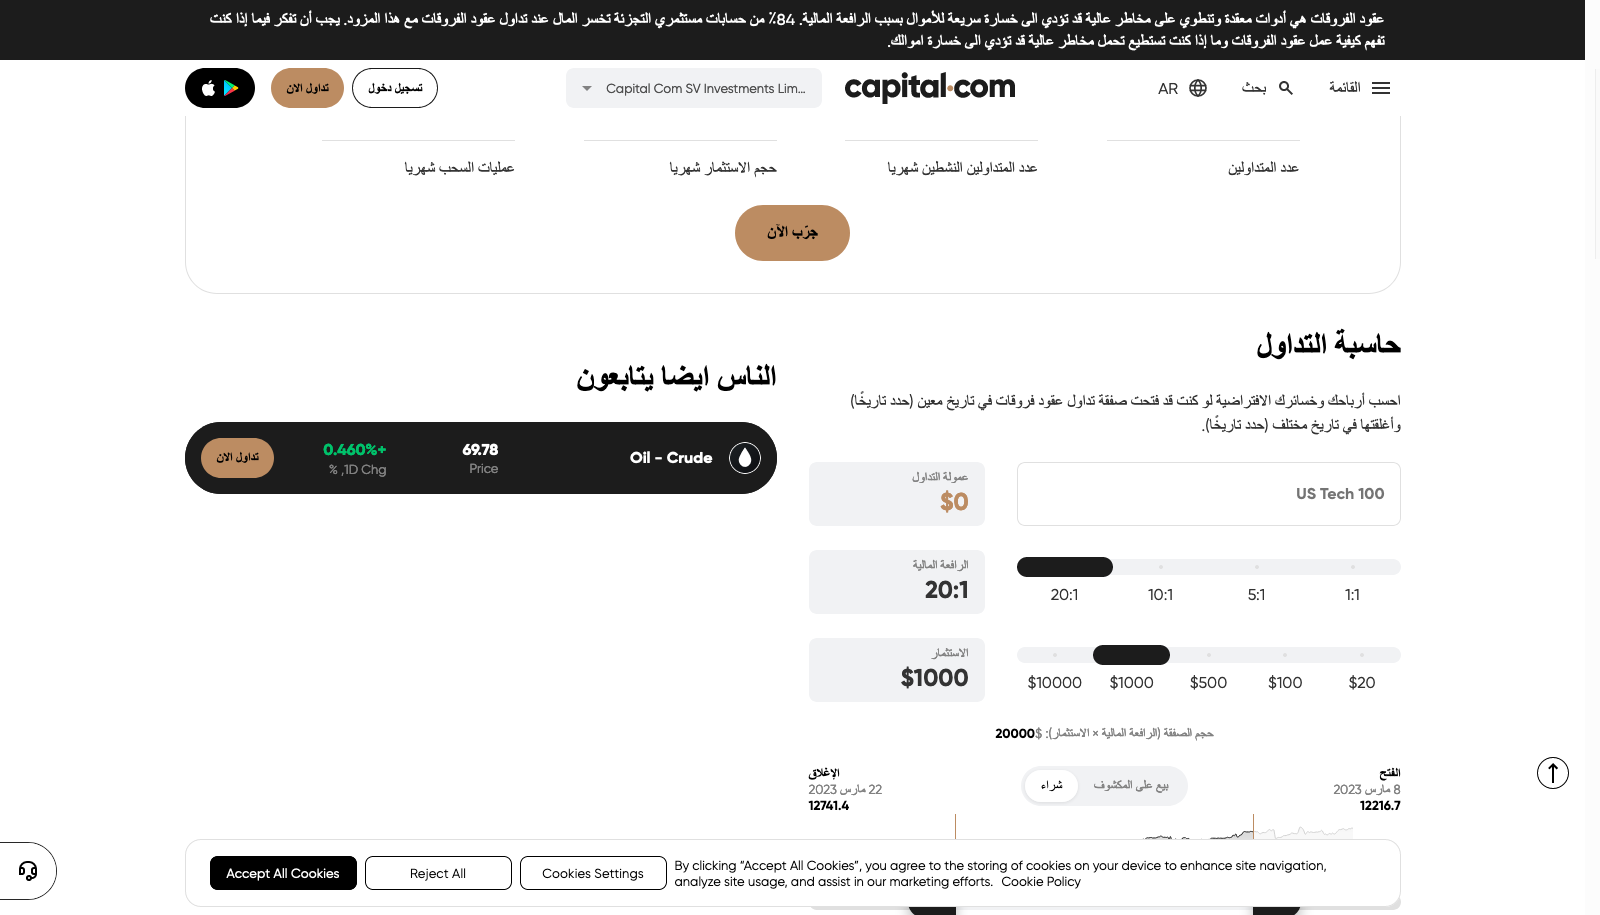 عقود الفروقات هي أدوات معقدة وتنطوي على مخاطر عالية قد تؤدي الى خسارة سريعة للأموال بسبب الرافعة المالية. 84٪ من حسابات مستثمري التجزئة تخسر المال عند تداول عقود الفروقات مع هذا المزود. يجب أن تفكر فيما إذا كنت
تفهم كيفية عمل عقود الفروقات وما إذا كنت تستطيع تحمل مخاطر عالية قد تؤدي الى خسارة اموالك.
القائمة
بحث
AR
capital.com
Capital Com SV Investments Lim...
تسجيل دخول
تداول الان
عدد المتداولين
عدد المتداولين النشطين شهريا
حجم الاستثمار شهريا
عمليات السحب شهريا
جرّب الآن
حاسبة التداول
احسب أرباحك وخسائرك الافتراضية لو كنت قد فتحت صفقة تداول عقود فروقات في تاريخ معين (حدد تاريخًا)
وأغلقتها في تاريخ مختلف (حدد تاريخًا).
US Tech 100
عمولة التداول
$0
1:1
5:1
10:1
20:1
الرافعة المالية
20:1
$20
$100
$500
$1000
$10000
الاستثمار
$1000
حجم الصفقة (الرافعة المالية × الاستثمار): $20000
الفتح
8 مارس 2023
12216.7
بيع على المكشوف
شراء
الإغلاق
22 مارس 2023
12741.4
الناس ايضا يتابعون
Oil - Crude
69.78
Price
0.460%+
% ,1D Chg
تداول الان
Accept All Cookies
Reject All
Cookies Settings
By clicking “Accept All Cookies”, you agree to the storing of cookies on your device to enhance site navigation,
analyze site usage, and assist in our marketing efforts. Cookie Policy